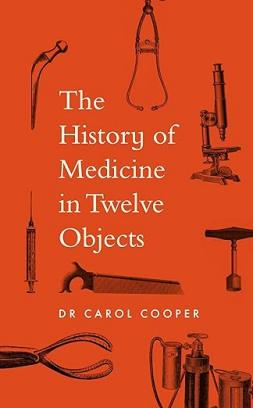 The
History of
Medicine
in Twelve
Objects
DR CAROL COOPER